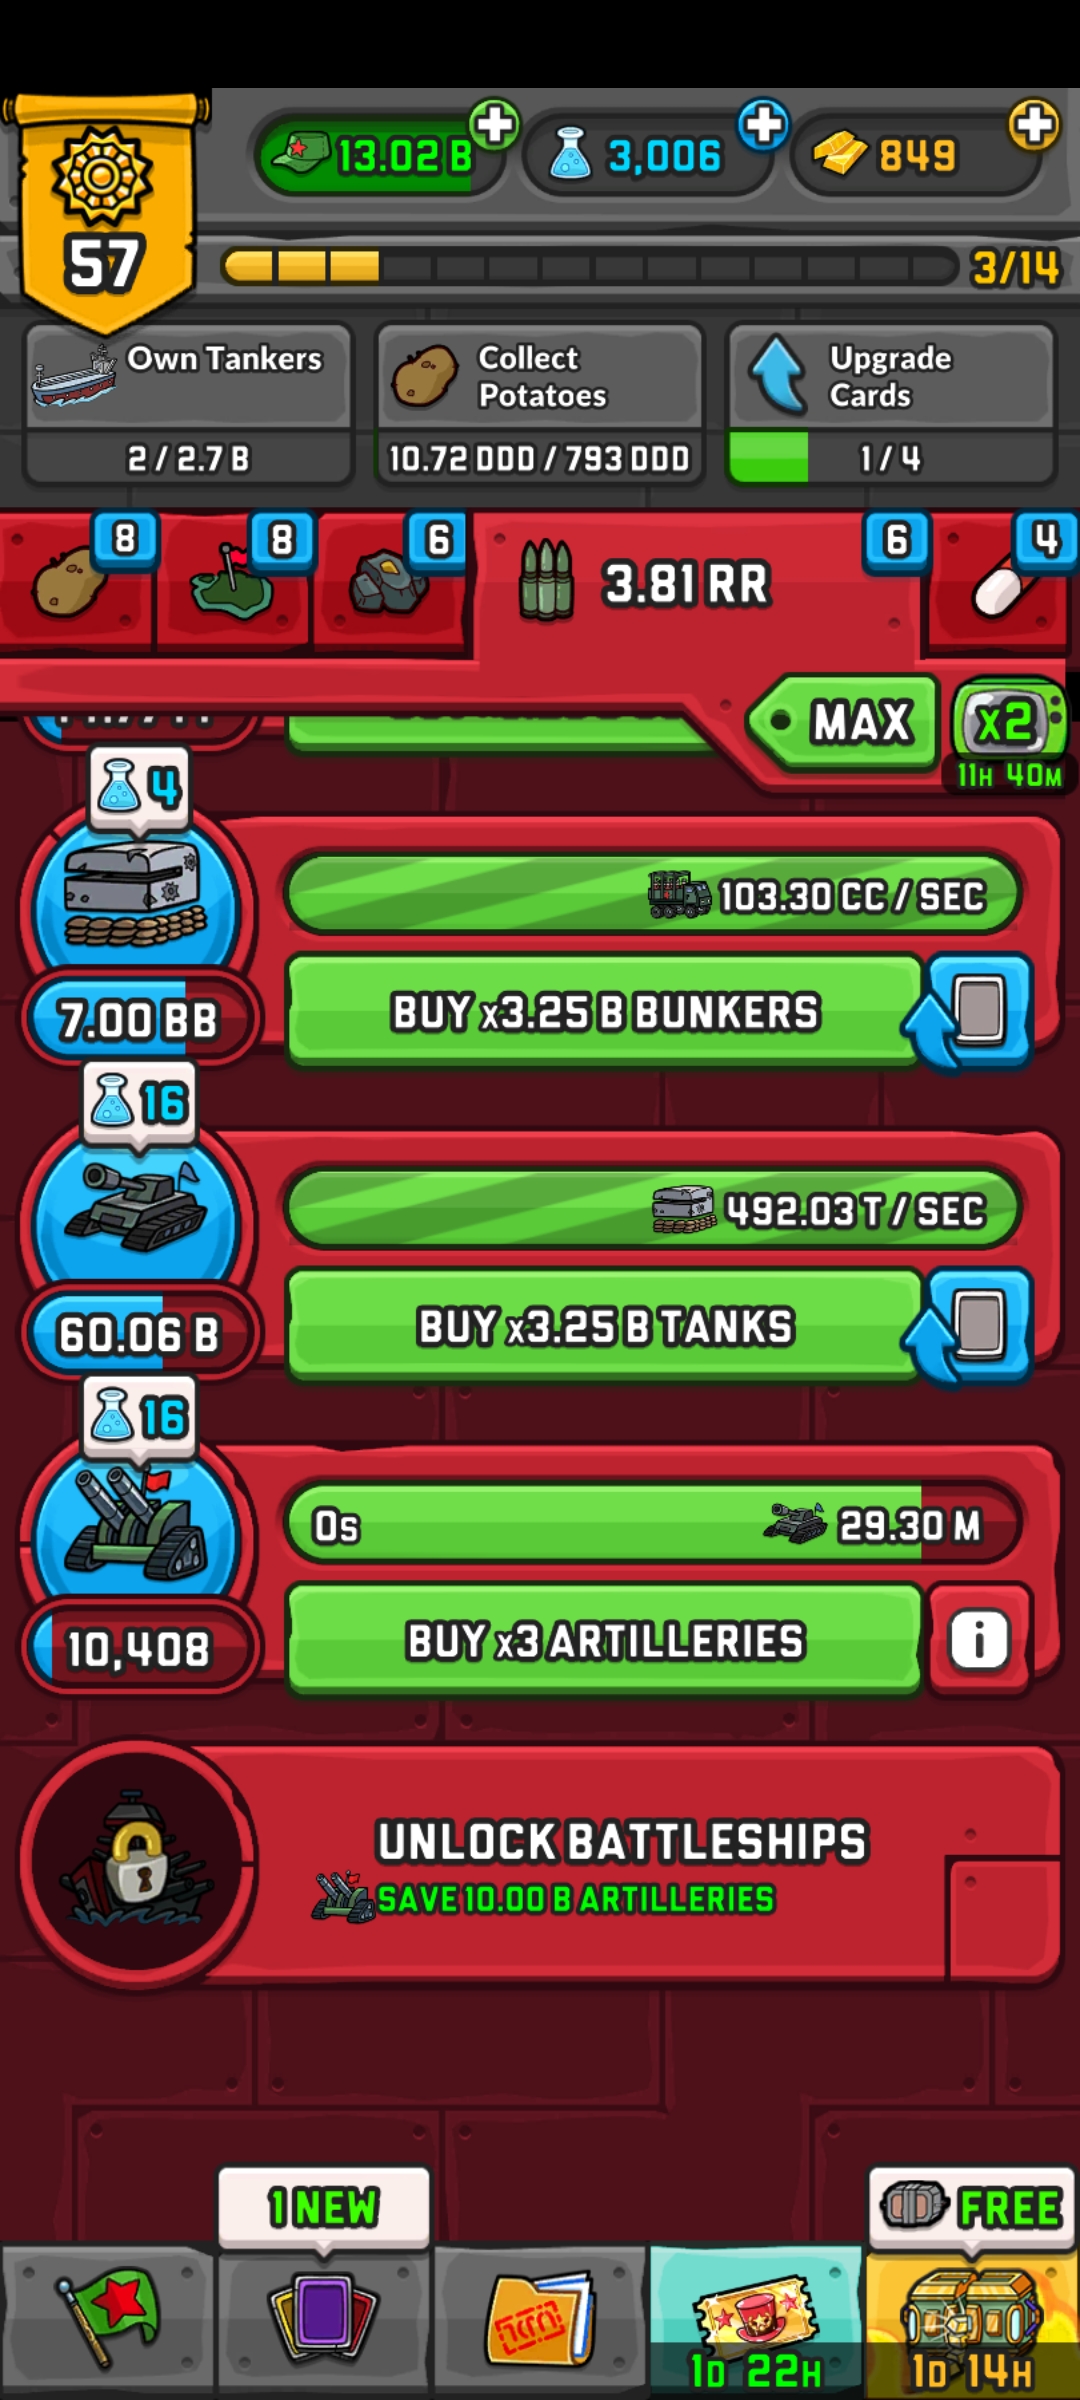 13.02 B
3,006
849
57
3/14
Own Tankers
Collect
Potatoes
Upgrade
Cards
2 / 2.7 B
10.72 DDD / 793 DDD
1 / 4
8
8
6
3.81 RR
6
4
MAX
x2
11H 40M
4
103.30 CC / SEC
7.00 BB
BUY x3.25 B BUNKERS
16
492.03 T / SEC
60.06 B
BUY x3.25 B TANKS
16
0s
29.30 M
10,408
BUY x3 ARTILLERIES
i
UNLOCK BATTLESHIPS
SAVE 10.00 B ARTILLERIES
1 NEW
FREE
1D 22H
1D 14H